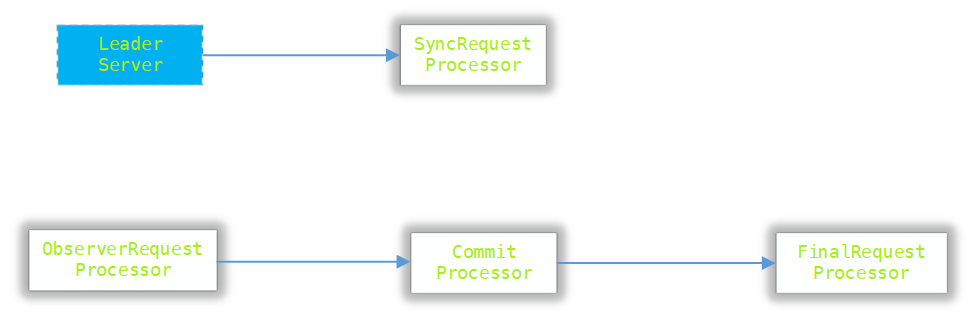 Leader
Server
SyncRequest
Processor
ObserverRequest
Processor
Commit
Processor
FinalRequest
Processor